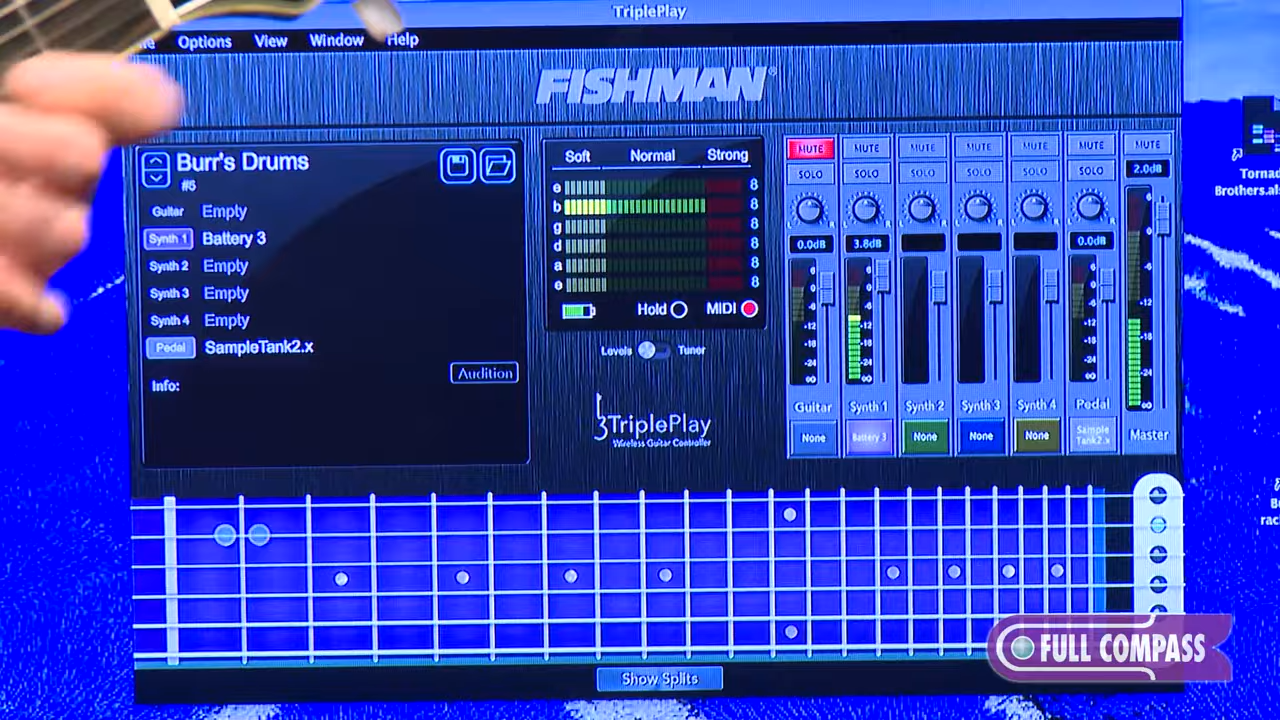 TriplePlay
Options View Window Help
FISHMAN
Burr's Drums
#5
Guitar Empty
Synth 1 Battery 3
Synth 2 Empty
Synth 3 Empty
Synth 4 Empty
Pedal SampleTank2.x
Info:
Audition
Soft Normal Strong
e 8
b 8
g 8
d 8
a 8
e 8
Hold MIDI
Levels Tuner
TriplePlay
Wireless Guitar Controller
MUTE MUTE MUTE MUTE MUTE MUTE MUTE
SOLO SOLO SOLO SOLO SOLO SOLO 2.0dB
0.0dB 3.8dB 0.0dB
Guitar Synth 1 Synth 2 Synth 3 Synth 4 Pedal Master
None Battery 3 None None None Sample Tank2.x
Show Splits
Brothers.als
FULL COMPASS